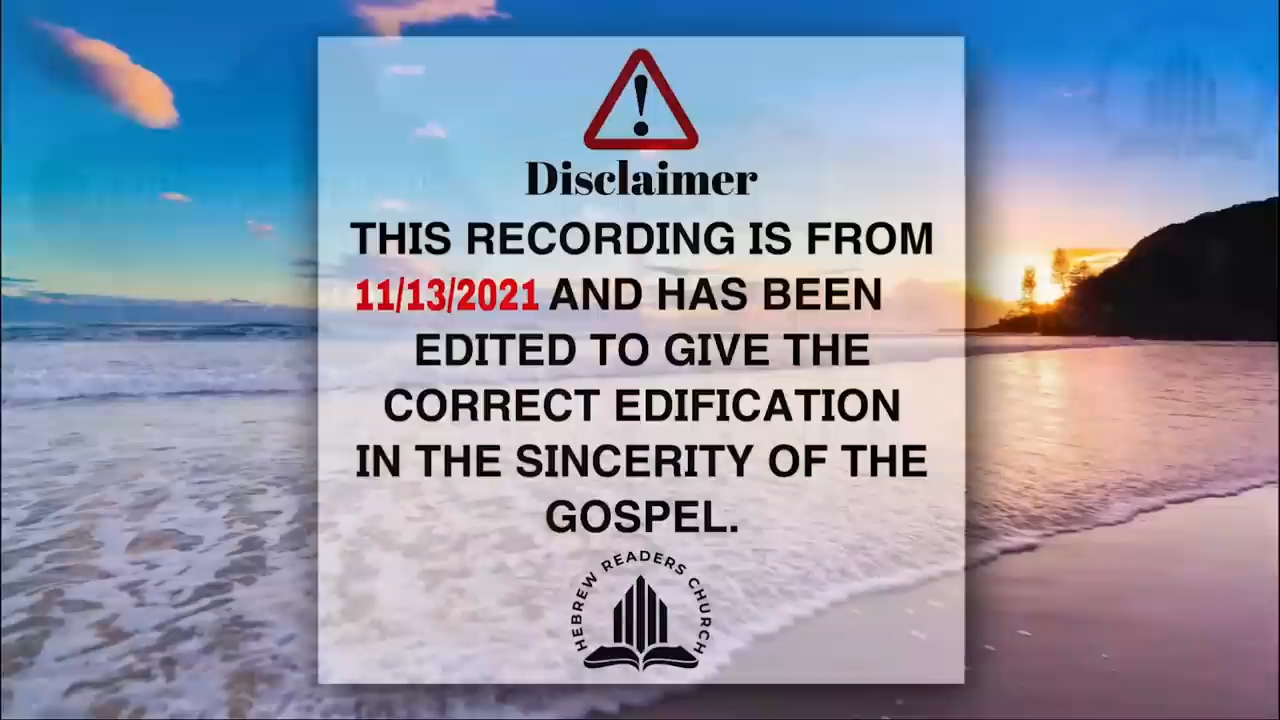 Disclaimer
THIS RECORDING IS FROM
11/13/2021 AND HAS BEEN
EDITED TO GIVE THE
CORRECT EDIFICATION
IN THE SINCERITY OF THE
GOSPEL.
HEBREW READERS CHURCH